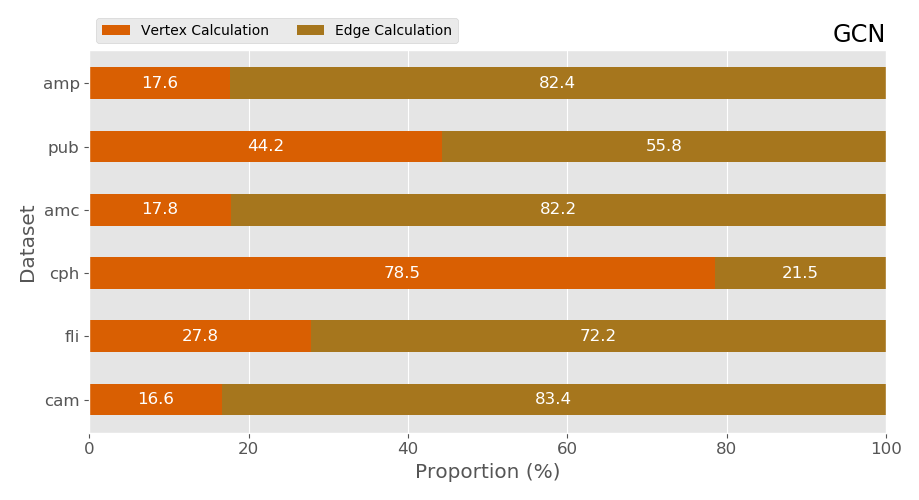 Vertex Calculation Edge Calculation
GCN
amp 17.6 82.4
pub 44.2 55.8
amc 17.8 82.2
cph 78.5 21.5
fli 27.8 72.2
cam 16.6 83.4
Dataset
0 20 40 60 80 100
Proportion (%)